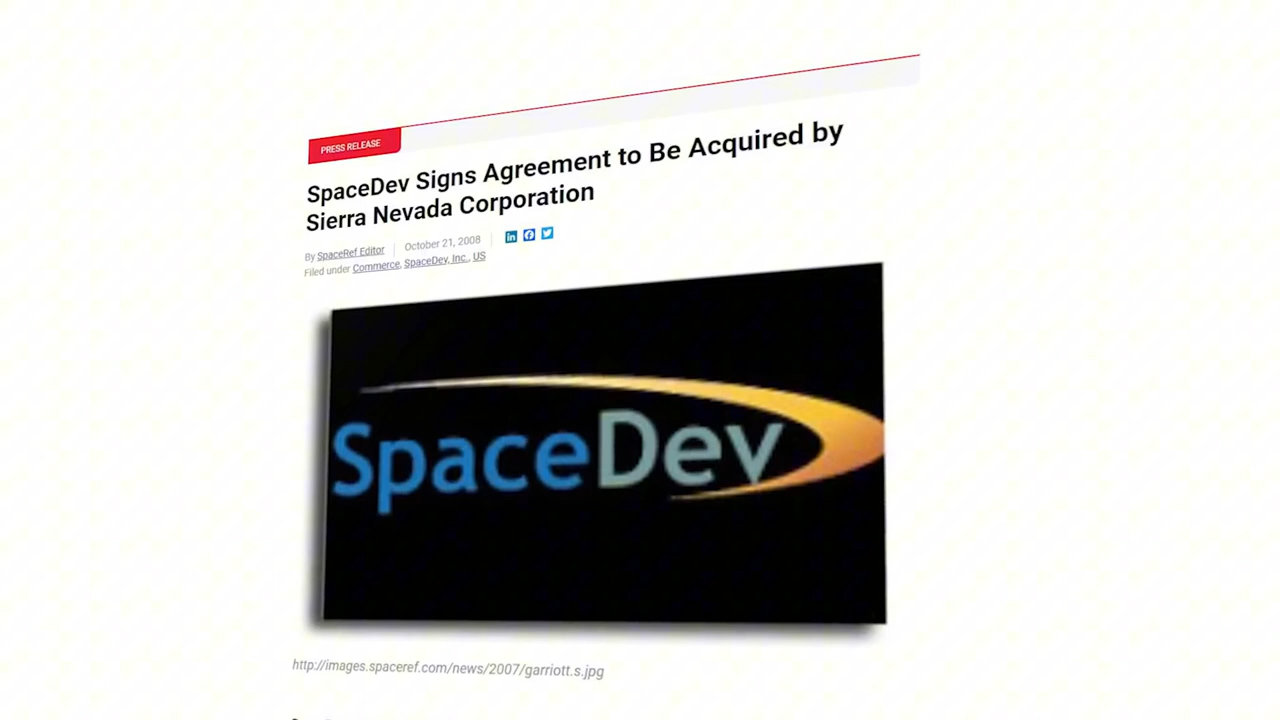 PRESS RELEASE
SpaceDev Signs Agreement to Be Acquired by
Sierra Nevada Corporation
By SpaceRef Editor October 21, 2008
Filed under Commerce, SpaceDev, Inc., US
SpaceDev
http://images.spaceref.com/news/2007/garriott.s.jpg